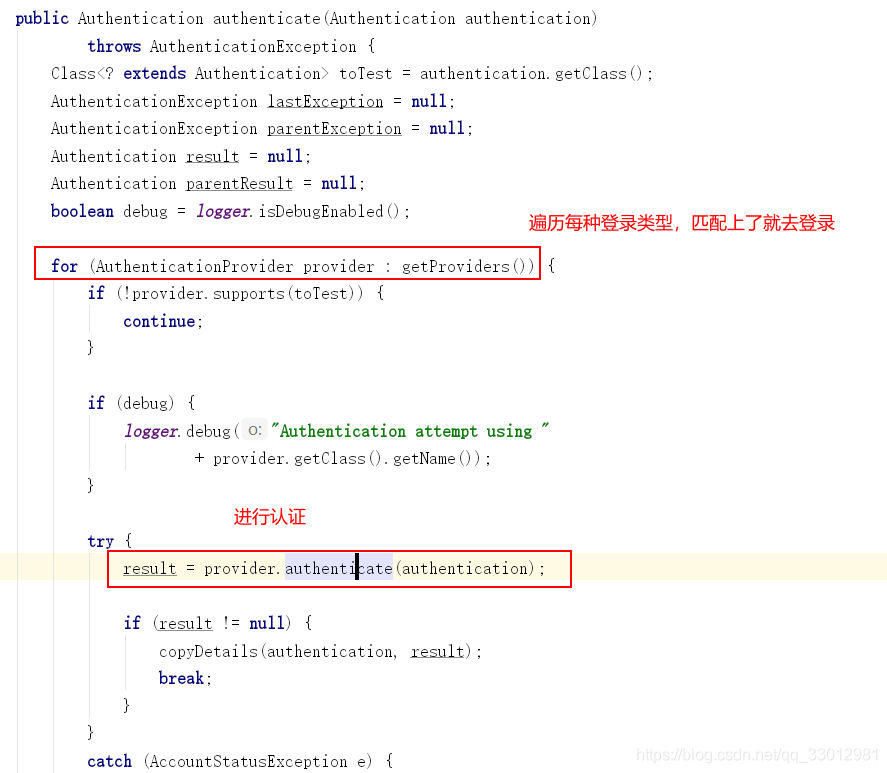 public Authentication authenticate(Authentication authentication)
throws AuthenticationException {
Class<? extends Authentication> toTest = authentication.getClass();
AuthenticationException lastException = null;
AuthenticationException parentException = null;
Authentication result = null;
Authentication parentResult = null;
boolean debug = logger.isDebugEnabled();
遍历每种登录类型，匹配上了就去登录
for (AuthenticationProvider provider : getProviders()) {
if (!provider.supports(toTest)) {
continue;
}
if (debug) {
logger.debug( o: "Authentication attempt using "
+ provider.getClass().getName());
}
进行认证
try {
result = provider.authenticate(authentication);
if (result != null) {
copyDetails(authentication, result);
break;
}
}
catch (AccountStatusException e) {
https://blog.csdn.net/qq_33012981